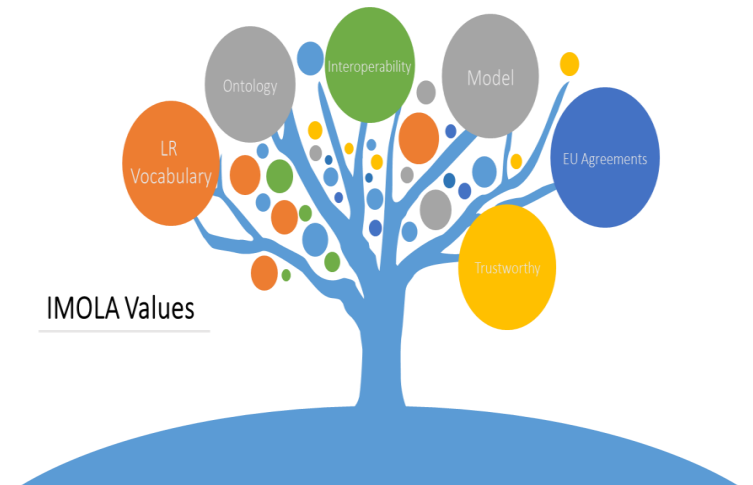 Interoperability
Ontology
Model
LR
Vocabulary
EU Agreements
Trustworthy
IMOLA Values